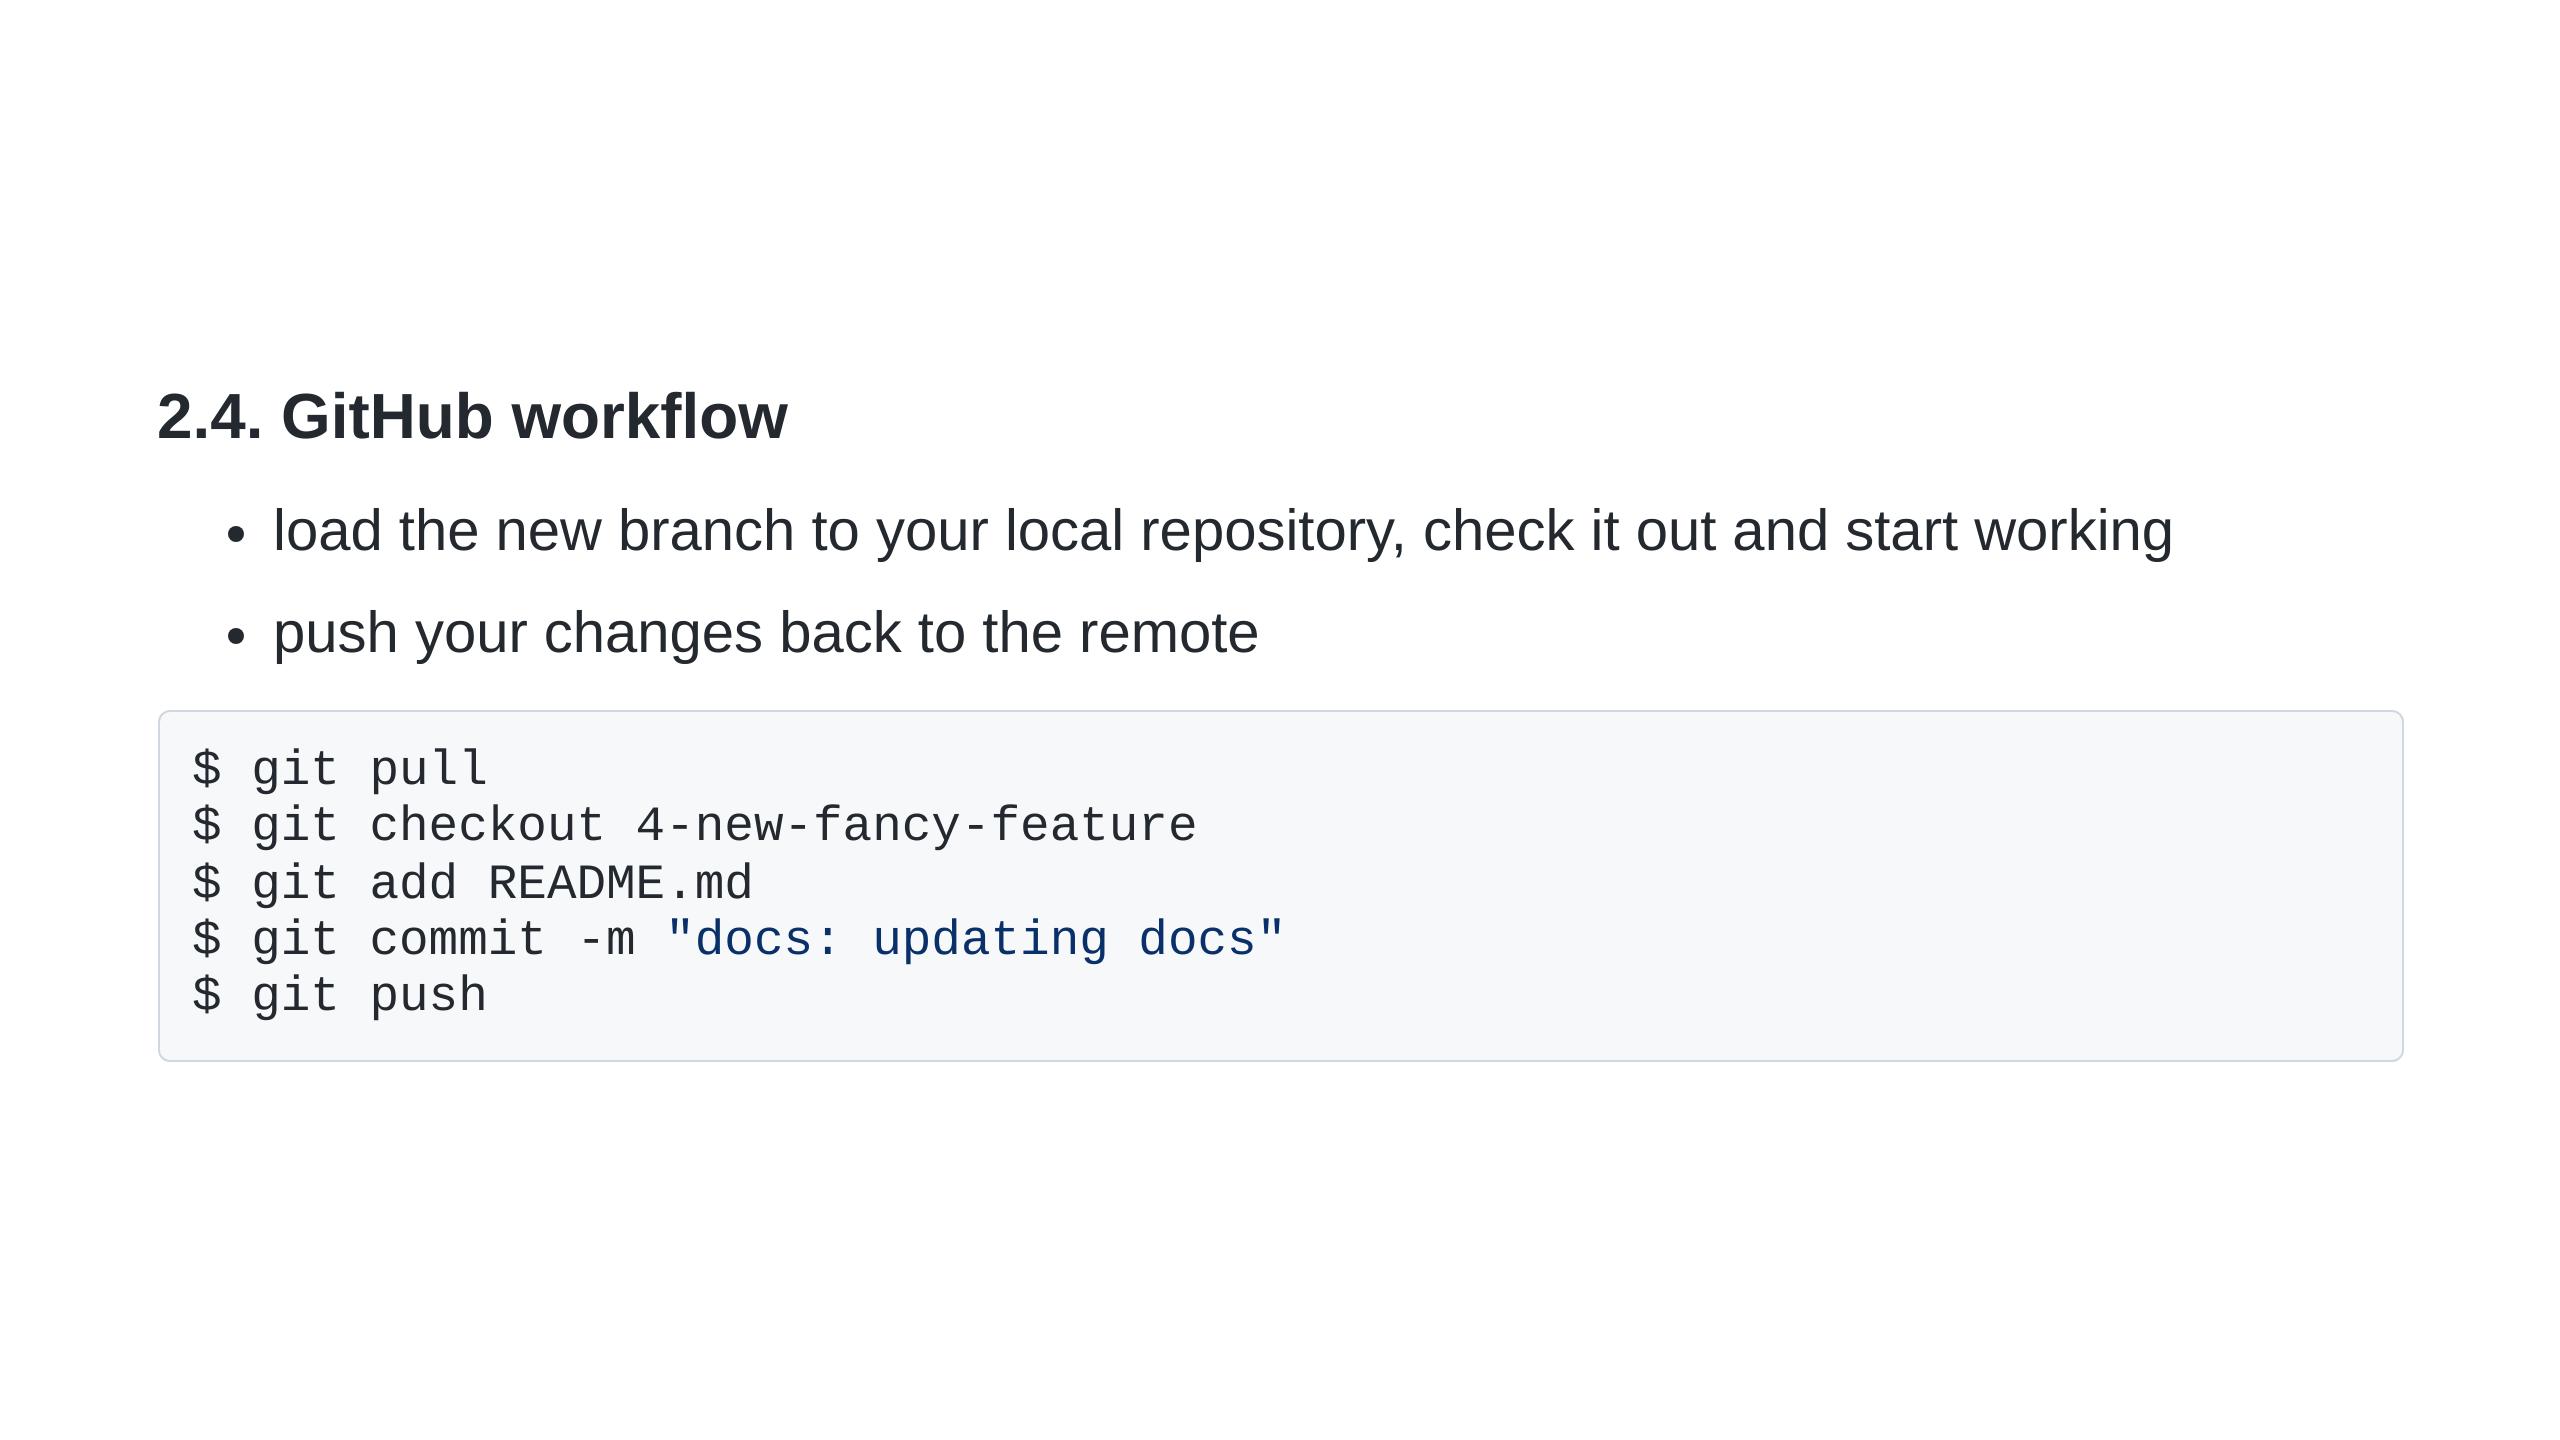 2.4. GitHub workflow
• load the new branch to your local repository, check it out and start working
• push your changes back to the remote
$ git pull
$ git checkout 4-new-fancy-feature
$ git add README.md
$ git commit -m "docs: updating docs"
$ git push